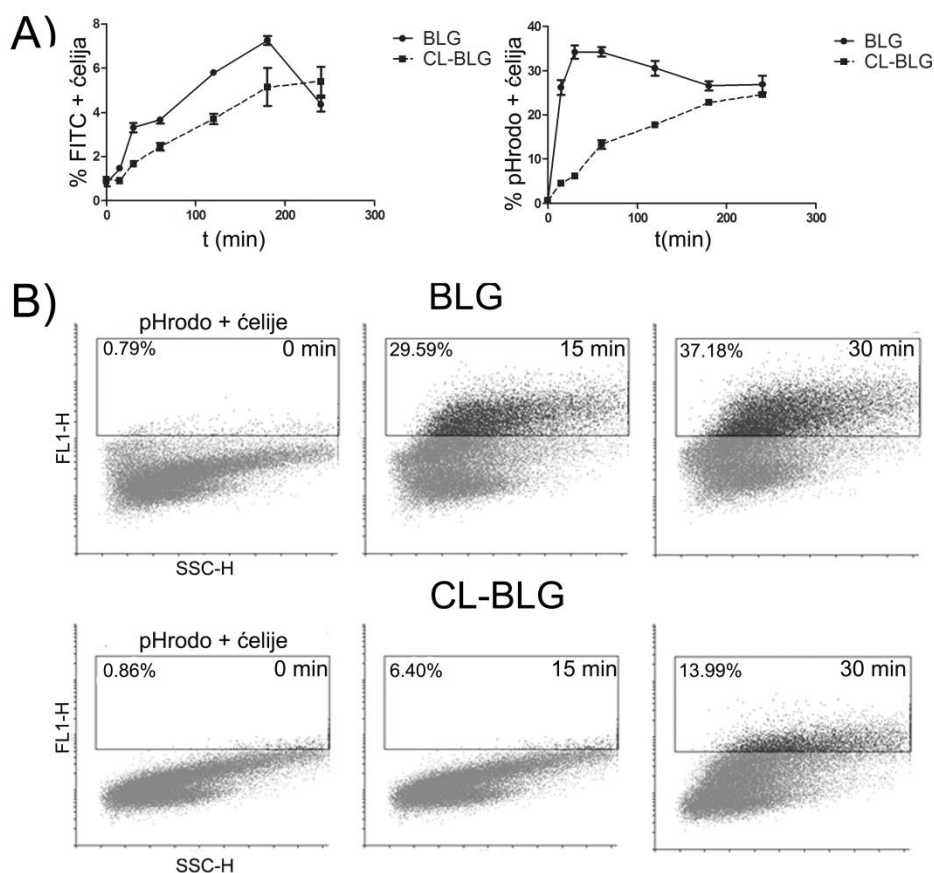 A)
% FITC + ćelija
8
6
4
2
0
0 100 200 300
t (min)
BLG
CL-BLG
% pHrodo + ćelija
40
30
20
10
0
0 100 200 300
t(min)
BLG
CL-BLG
B)
BLG
pHrodo + ćelije
0.79% 0 min
29.59% 15 min
37.18% 30 min
FL1-H
SSC-H
CL-BLG
pHrodo + ćelije
0.86% 0 min
6.40% 15 min
13.99% 30 min
FL1-H
SSC-H